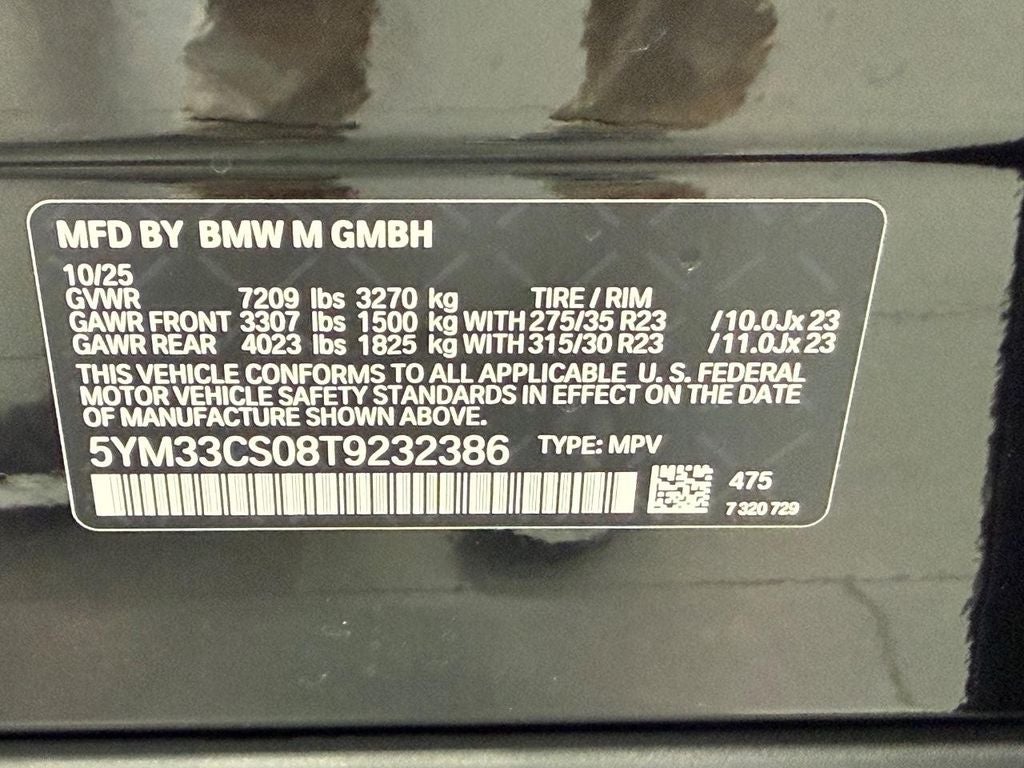 MFD BY BMW M GMBH
10/25
GVWR 7209 lbs 3270 kg TIRE / RIM
GAWR FRONT 3307 lbs 1500 kg WITH 275/35 R23 /10.0Jx 23
GAWR REAR 4023 lbs 1825 kg WITH 315/30 R23 /11.0Jx 23
THIS VEHICLE CONFORMS TO ALL APPLICABLE U. S. FEDERAL
MOTOR VEHICLE SAFETY STANDARDS IN EFFECT ON THE DATE
OF MANUFACTURE SHOWN ABOVE.
5YM33CS08T9232386 TYPE: MPV
475
7 320 729